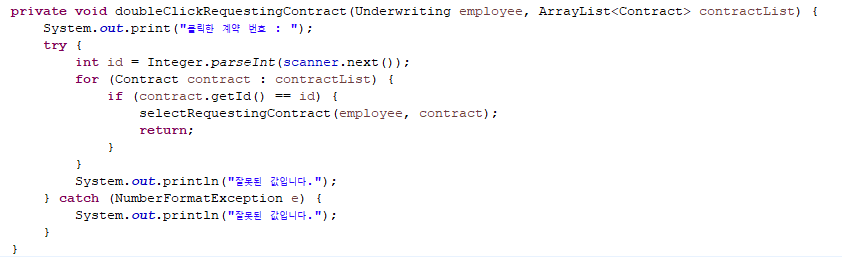 private void doubleClickRequestingContract(Underwriting employee, ArrayList<Contract> contractList) {
    System.out.print("클릭한 계약 번호 : ");
    try {
        int id = Integer.parseInt(scanner.next());
        for (Contract contract : contractList) {
            if (contract.getId() == id) {
                selectRequestingContract(employee, contract);
                return;
            }
        }
        System.out.println("잘못된 값입니다.");
    } catch (NumberFormatException e) {
        System.out.println("잘못된 값입니다.");
    }
}